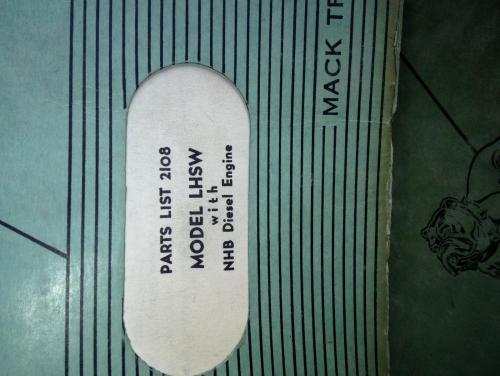 PARTS LIST 2108
MODEL LHSW
with
NHB Diesel Engine
MACK